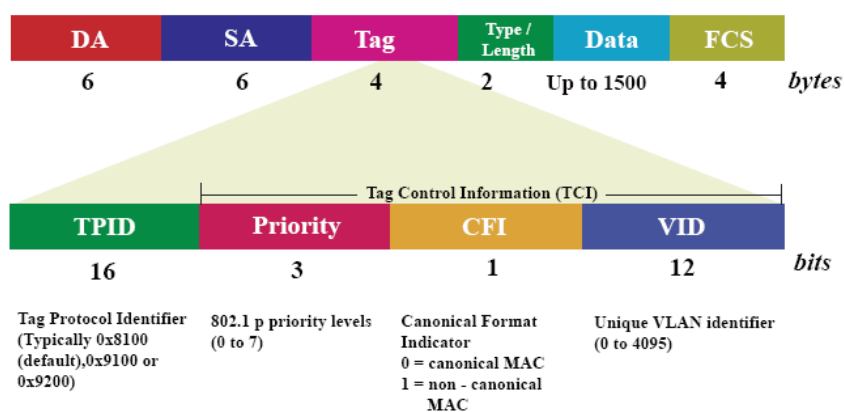 DA SA Tag Type / Length Data FCS
6 6 4 2 Up to 1500 4 bytes
Tag Control Information (TCI)
TPID Priority CFI VID
16 3 1 12 bits
Tag Protocol Identifier
(Typically 0x8100
(default),0x9100 or
0x9200)
802.1 p priority levels
(0 to 7)
Canonical Format
Indicator
0 = canonical MAC
1 = non - canonical
MAC
Unique VLAN identifier
(0 to 4095)